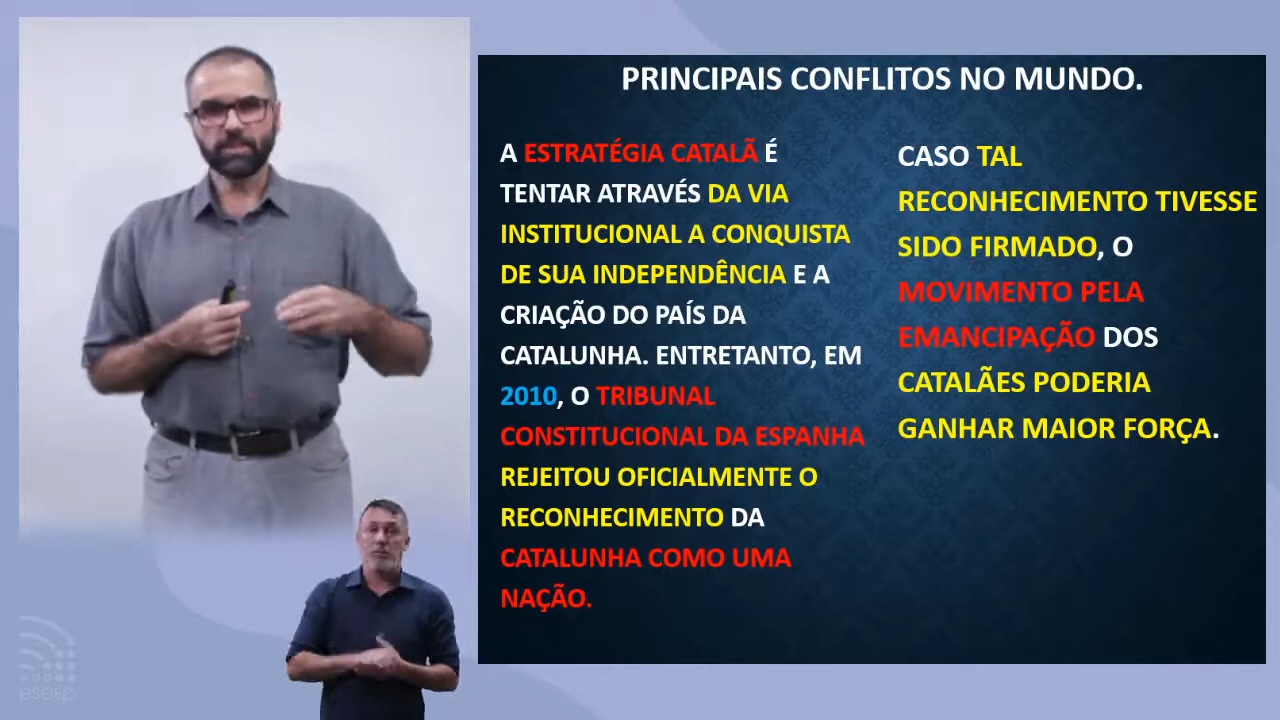 PRINCIPAIS CONFLITOS NO MUNDO.
A ESTRATÉGIA CATALÃ É
TENTAR ATRAVÉS DA VIA
INSTITUCIONAL A CONQUISTA
DE SUA INDEPENDÊNCIA E A
CRIAÇÃO DO PAÍS DA
CATALUNHA. ENTRETANTO, EM
2010, O TRIBUNAL
CONSTITUCIONAL DA ESPANHA
REJEITOU OFICIALMENTE O
RECONHECIMENTO DA
CATALUNHA COMO UMA
NAÇÃO.
CASO TAL
RECONHECIMENTO TIVESSE
SIDO FIRMADO, O
MOVIMENTO PELA
EMANCIPAÇÃO DOS
CATALÃES PODERIA
GANHAR MAIOR FORÇA.
esesp